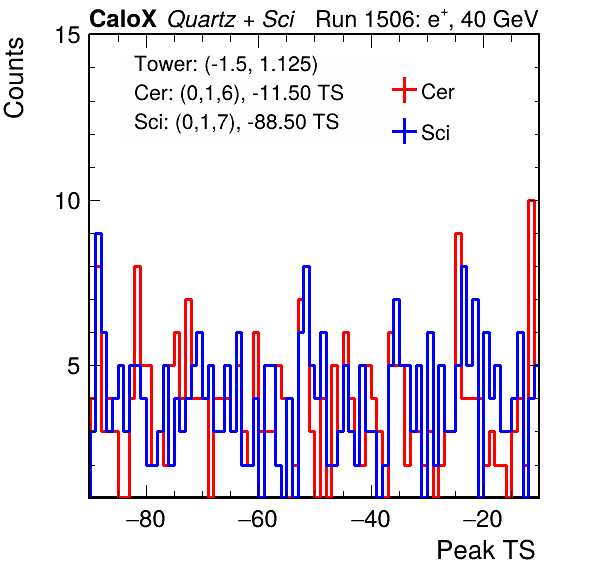 CaloX Quartz + Sci Run 1506: e⁺, 40 GeV
Counts
15
Tower: (-1.5, 1.125)
Cer: (0,1,6), -11.50 TS
Sci: (0,1,7), -88.50 TS
Cer
Sci
10
5
−80 −60 −40 −20
Peak TS